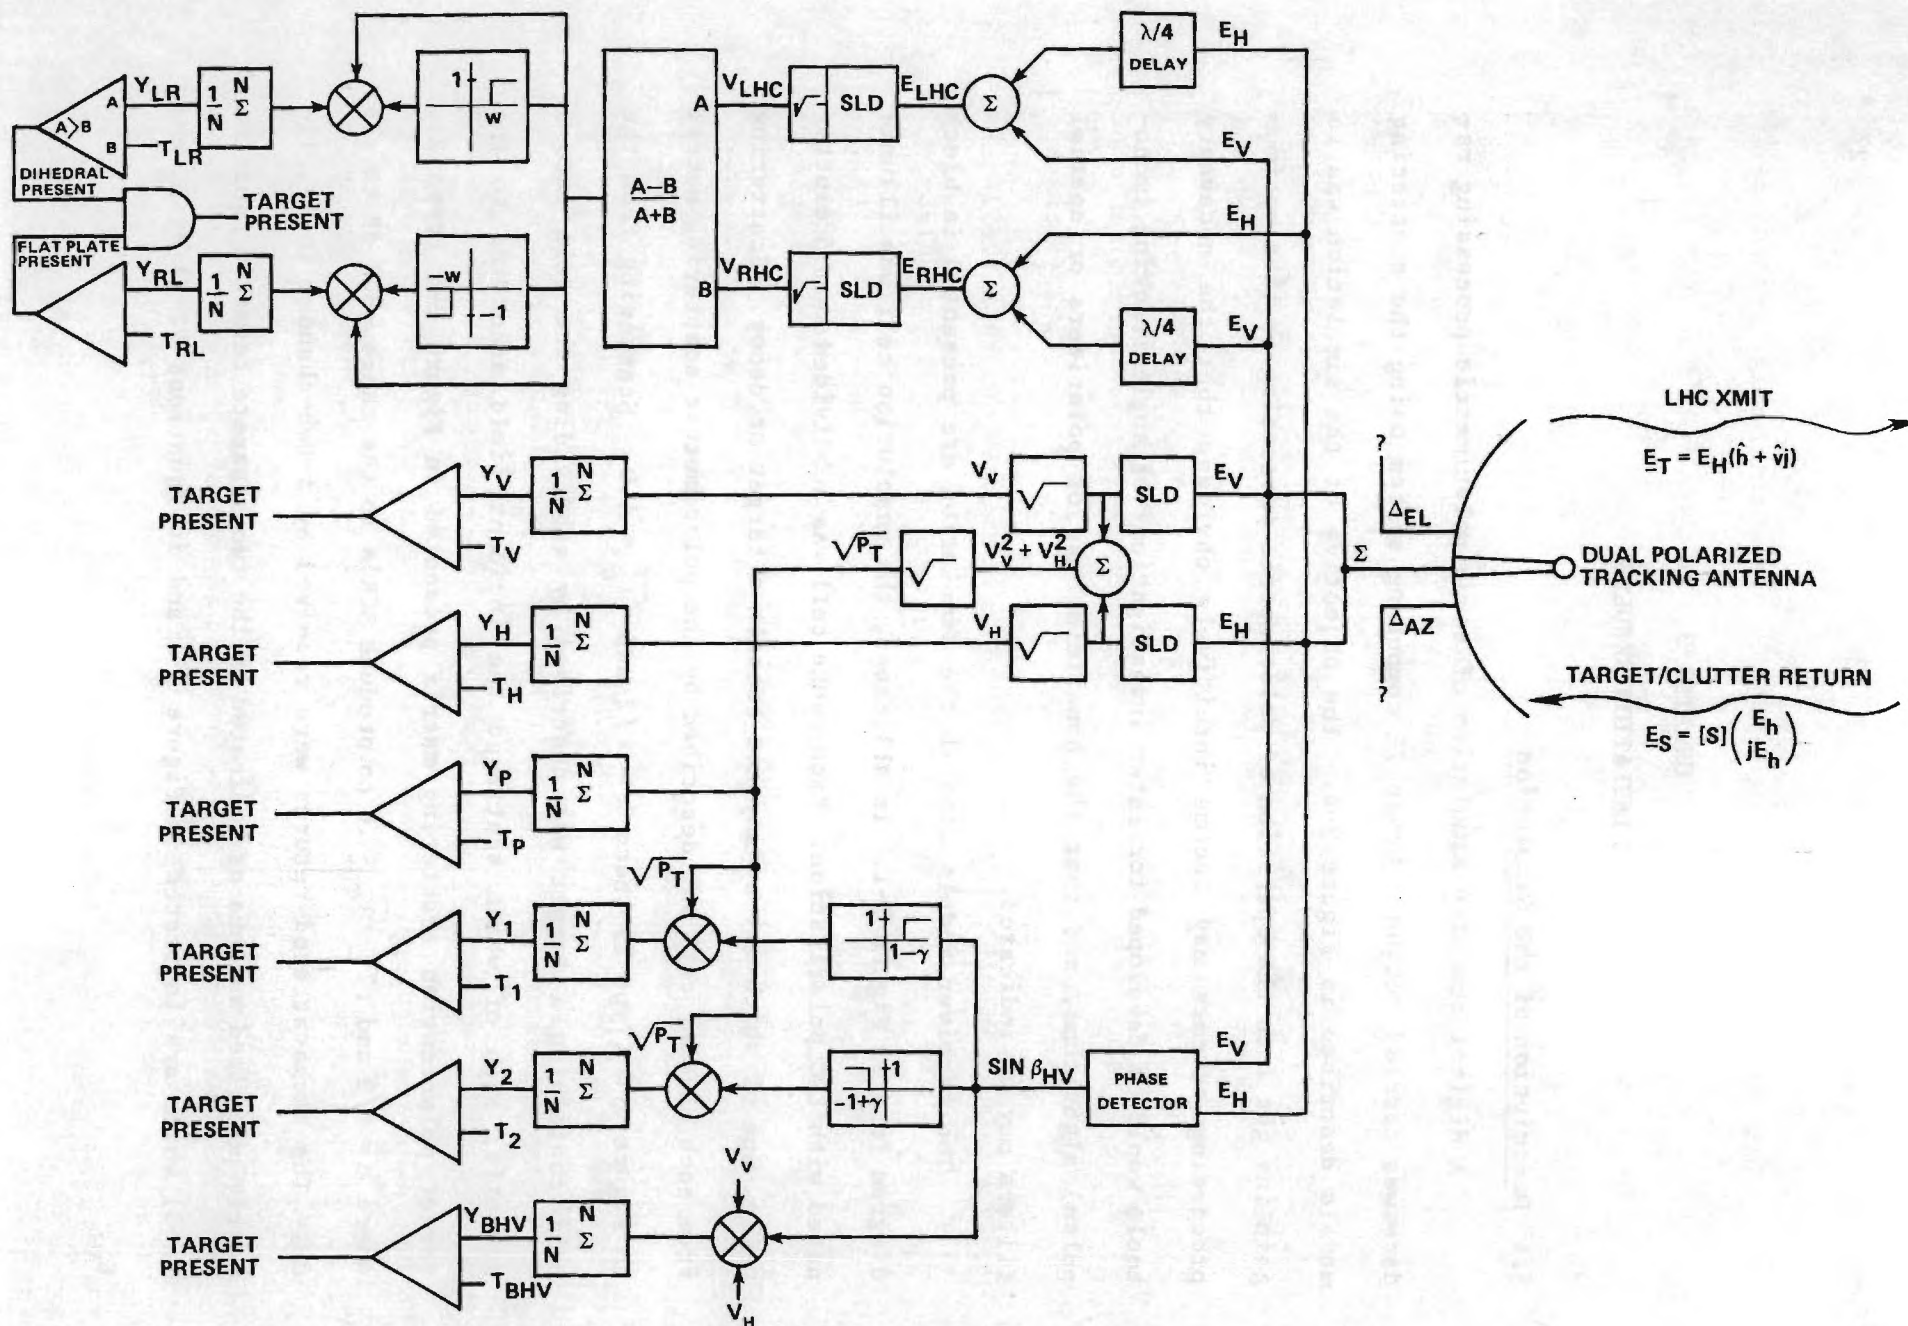 λ/4
DELAY
E_H
1
w
Y_LR
1/N Σ N
A
A>B
B
T_LR
DIHEDRAL
PRESENT
TARGET
PRESENT
FLAT PLATE
PRESENT
Y_RL
1/N Σ N
T_RL
-w
-1
A
A-B
A+B
B
V_LHC
√
SLD
E_LHC
Σ
E_V
E_H
V_RHC
√
SLD
E_RHC
Σ
λ/4
DELAY
E_V
LHC XMIT
E_T = E_H(ĥ + v̂j)
?
Δ_EL
Σ
DUAL POLARIZED
TRACKING ANTENNA
Δ_AZ
?
TARGET/CLUTTER RETURN
E_S = [S] (E_h
jE_h)
TARGET
PRESENT
Y_V
1/N Σ N
T_V
V_V
√
SLD
E_V
√P_T
√
V_V² + V_H²
Σ
TARGET
PRESENT
Y_H
1/N Σ N
T_H
V_H
√
SLD
E_H
TARGET
PRESENT
Y_P
1/N Σ N
T_P
√P_T
TARGET
PRESENT
Y_1
1/N Σ N
T_1
1
1-γ
√P_T
TARGET
PRESENT
Y_2
1/N Σ N
T_2
1
-1+γ
SIN β_HV
PHASE
DETECTOR
E_V
E_H
V_V
TARGET
PRESENT
Y_BHV
1/N Σ N
T_BHV
V_H